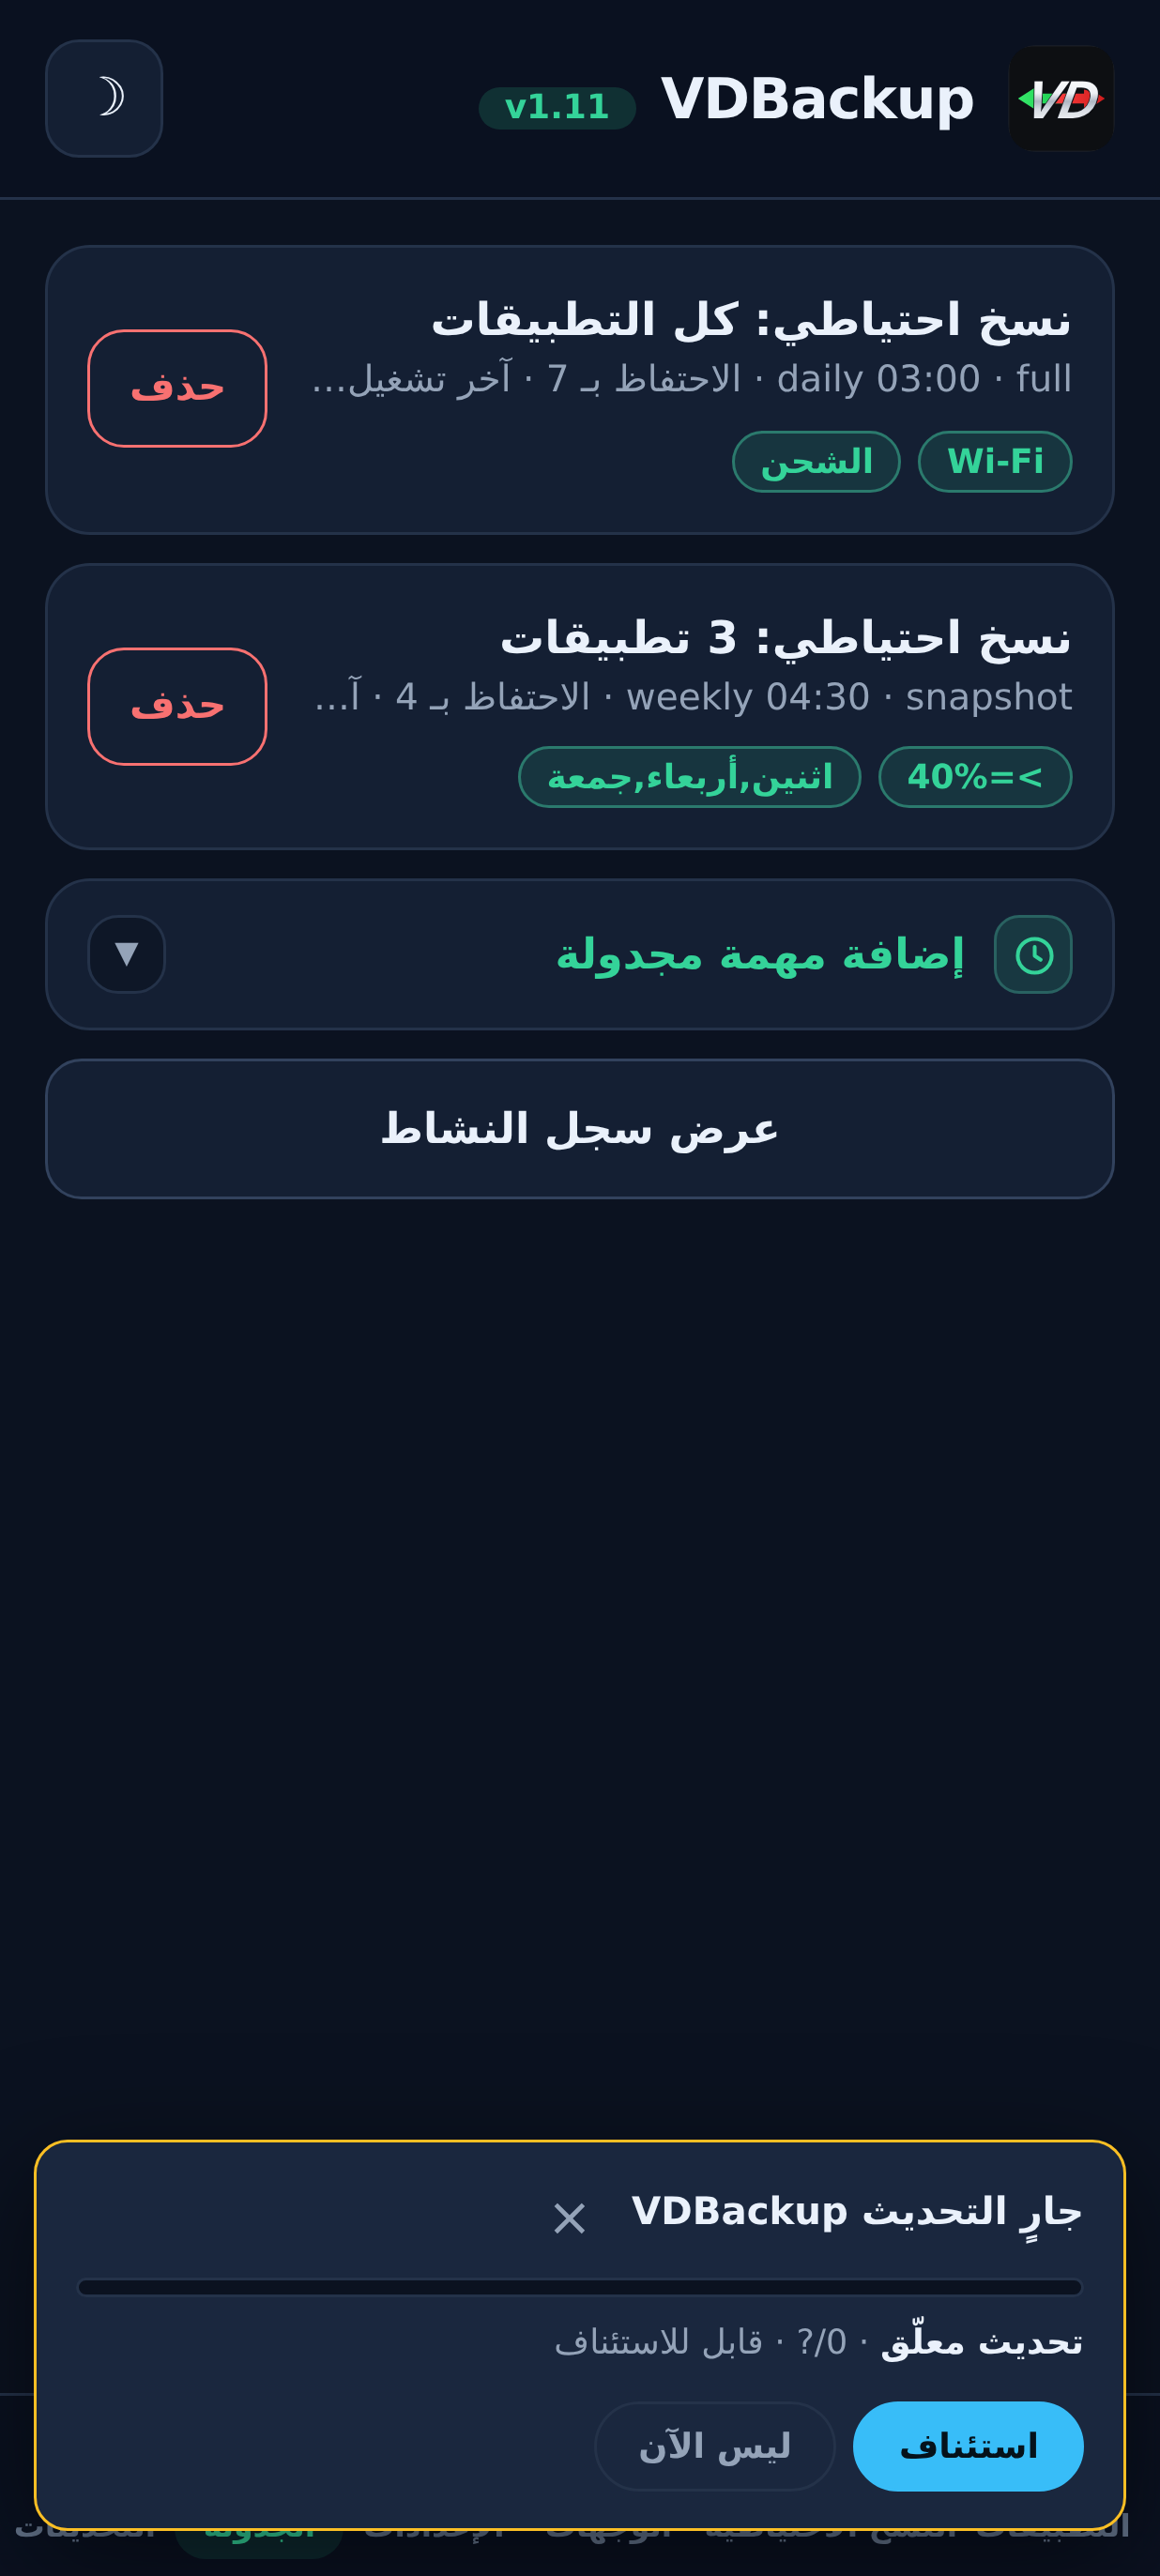 VD
VDBackup v1.11
نسخ احتياطي: كل التطبيقات
full · daily 03:00 · الاحتفاظ بـ 7 · آخر تشغيل...
Wi-Fi الشحن
حذف
نسخ احتياطي: 3 تطبيقات
snapshot · weekly 04:30 · الاحتفاظ بـ 4 · آ...
>=40% اثنين,أربعاء,جمعة
حذف
إضافة مهمة مجدولة
عرض سجل النشاط
جارٍ التحديث VDBackup
تحديث معلّق · 0/? · قابل للاستئناف
استئناف ليس الآن